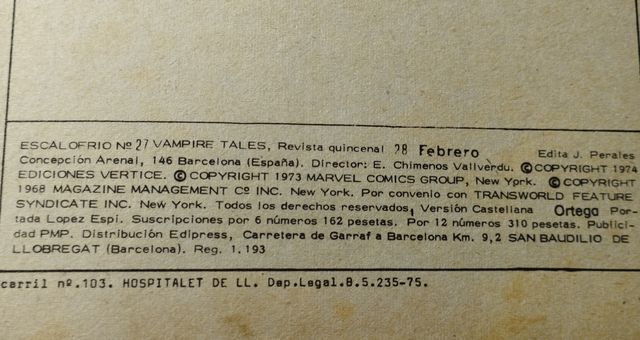 ESCALOFRIO Nº 27 VAMPIRE TALES, Revista quincenal 28 Febrero Edita J. Perales
Concepción Arenal, 146 Barcelona (España). Director: E. Chimenos Vallverdu. ©COPYRIGHT 1974
EDICIONES VERTICE. © COPYRIGHT 1973 MARVEL COMICS GROUP, New Yprk. © COPYRIGHT
1968 MAGAZINE MANAGEMENT Cº INC. New York. Por convenio con TRANSWORLD FEATURE
SYNDICATE INC. New York. Todos los derechos reservados, Versión Castellana Ortega Por-
tada Lopez Espi. Suscripciones por 6 números 162 pesetas. Por 12 números 310 pesetas. Publici-
dad PMP. Distribución Edipress, Carretera de Garraf a Barcelona Km. 9,2 SAN BAUDILIO DE
LLOBREGAT (Barcelona). Reg. 1.193
carril nº.103. HOSPITALET DE LL. Dep.Legal.B.5.235-75.